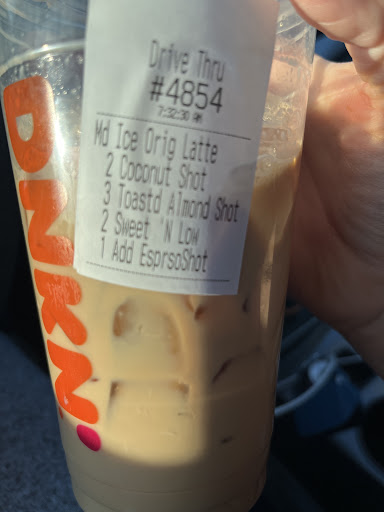 Drive Thru
#4854
7:32:30 AM
Md Ice Orig Latte
2 Coconut Shot
3 Toastd Almond Shot
2 Sweet 'N Low
1 Add EsprsoShot
DNKN